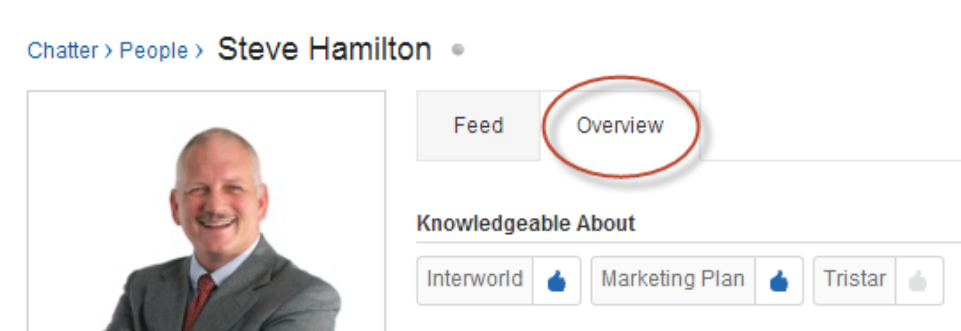 Chatter › People › Steve Hamilton
Feed Overview
Knowledgeable About
Interworld Marketing Plan Tristar